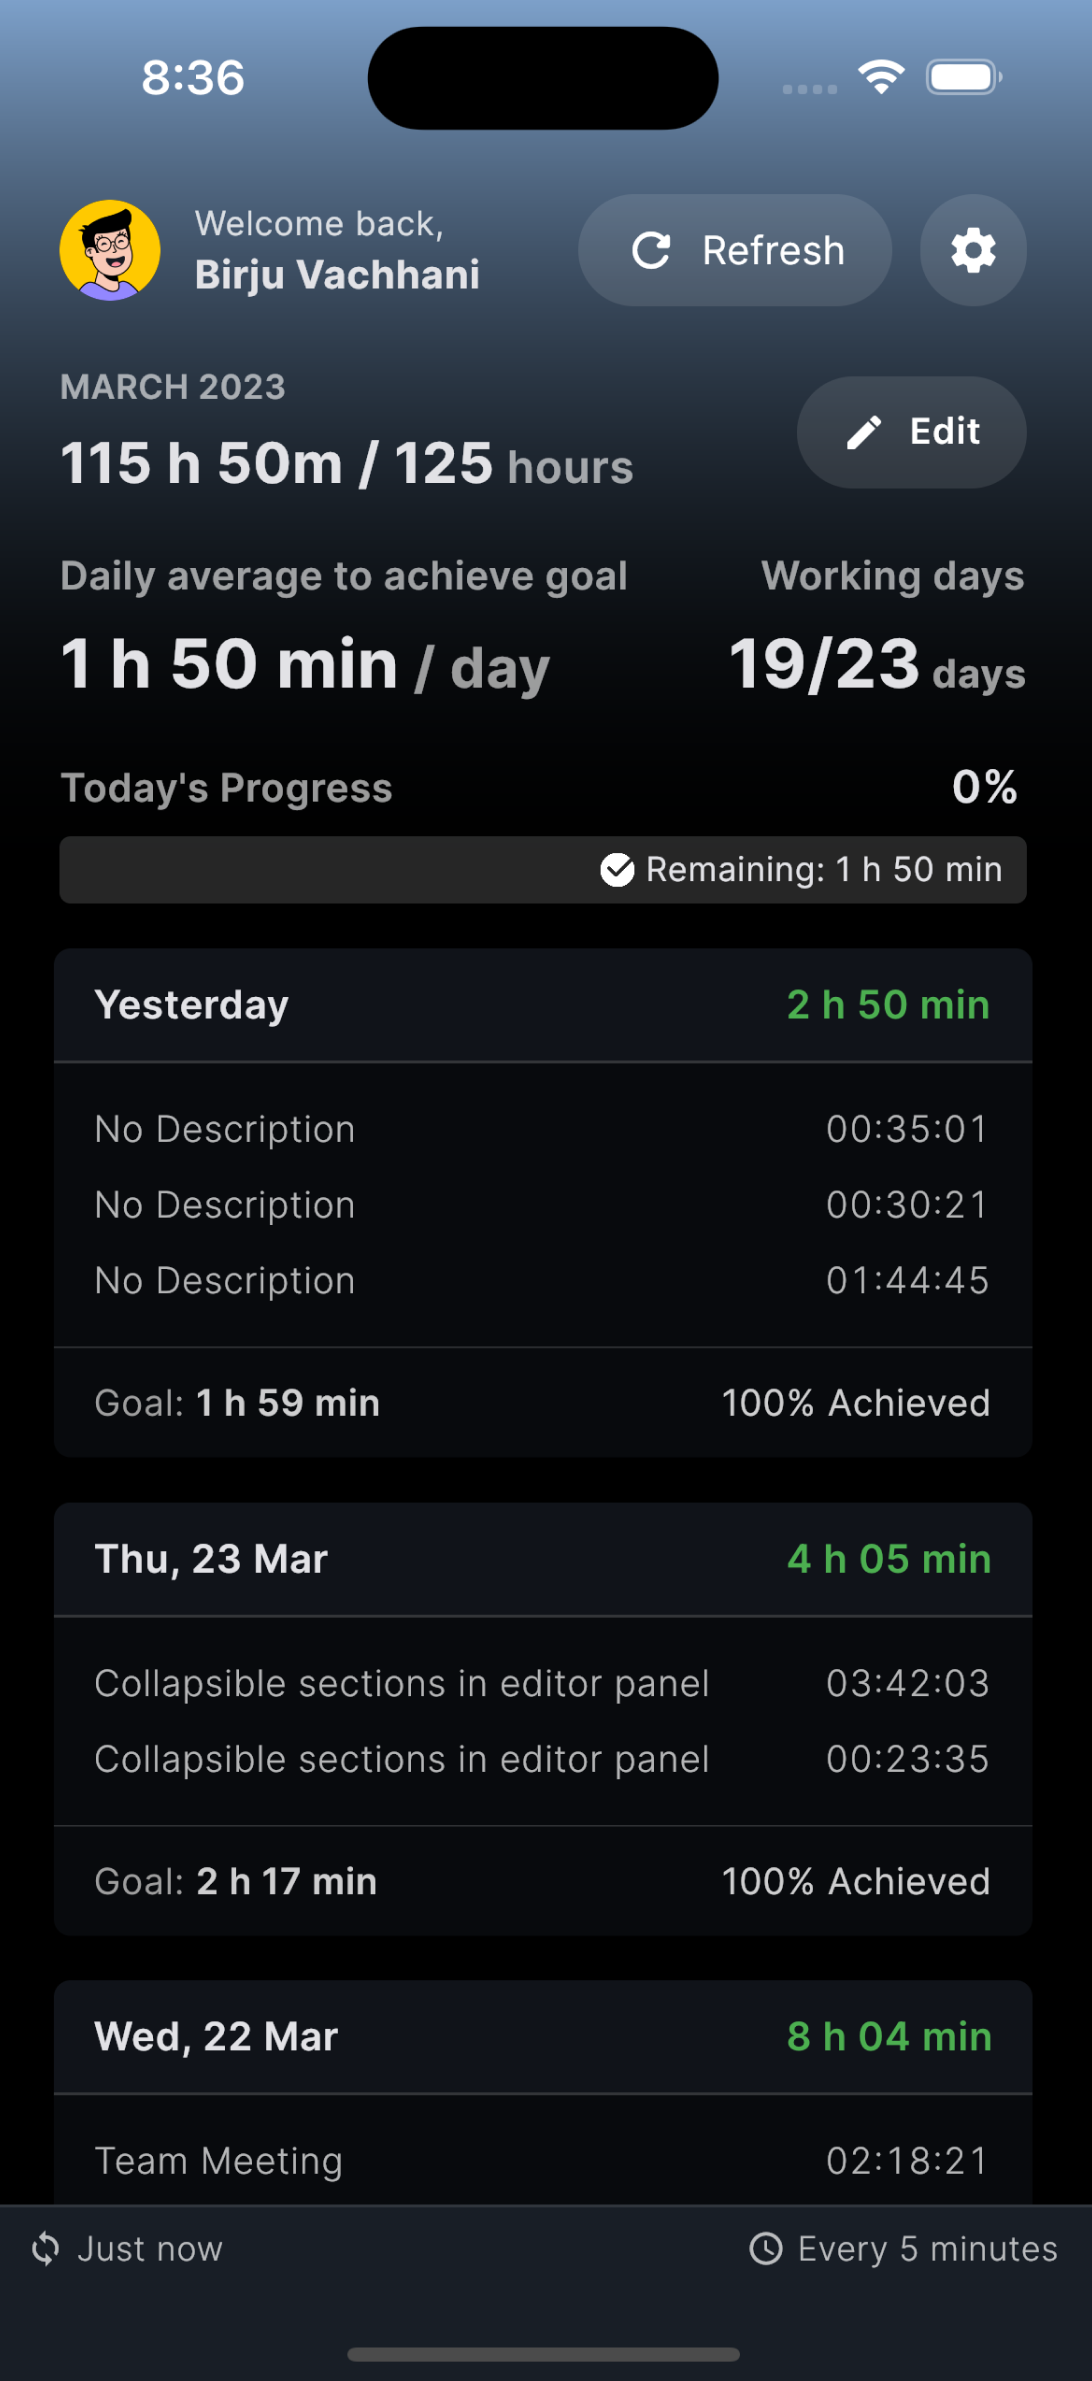 8:36
Welcome back,
Birju Vachhani
Refresh
MARCH 2023
115 h 50m / 125 hours
Edit
Daily average to achieve goal
Working days
1 h 50 min / day
19/23 days
Today's Progress
0%
Remaining: 1 h 50 min
Yesterday
2 h 50 min
No Description
00:35:01
No Description
00:30:21
No Description
01:44:45
Goal: 1 h 59 min
100% Achieved
Thu, 23 Mar
4 h 05 min
Collapsible sections in editor panel
03:42:03
Collapsible sections in editor panel
00:23:35
Goal: 2 h 17 min
100% Achieved
Wed, 22 Mar
8 h 04 min
Team Meeting
02:18:21
Just now
Every 5 minutes